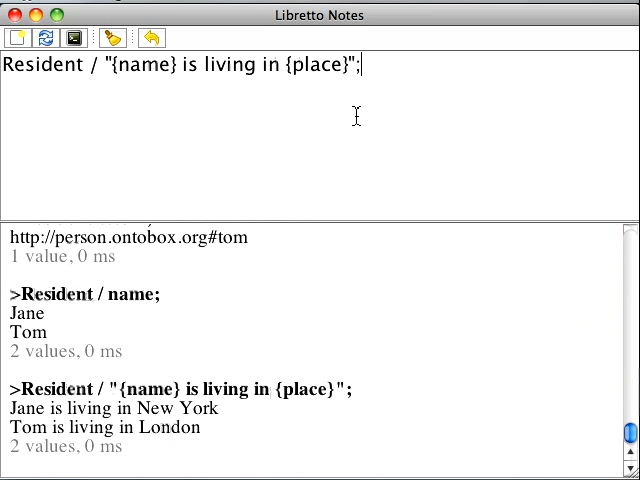 Libretto Notes
Resident / "{name} is living in {place}";
http://person.ontobox.org#tom
1 value, 0 ms
>Resident / name;
Jane
Tom
2 values, 0 ms
>Resident / "{name} is living in {place}";
Jane is living in New York
Tom is living in London
2 values, 0 ms